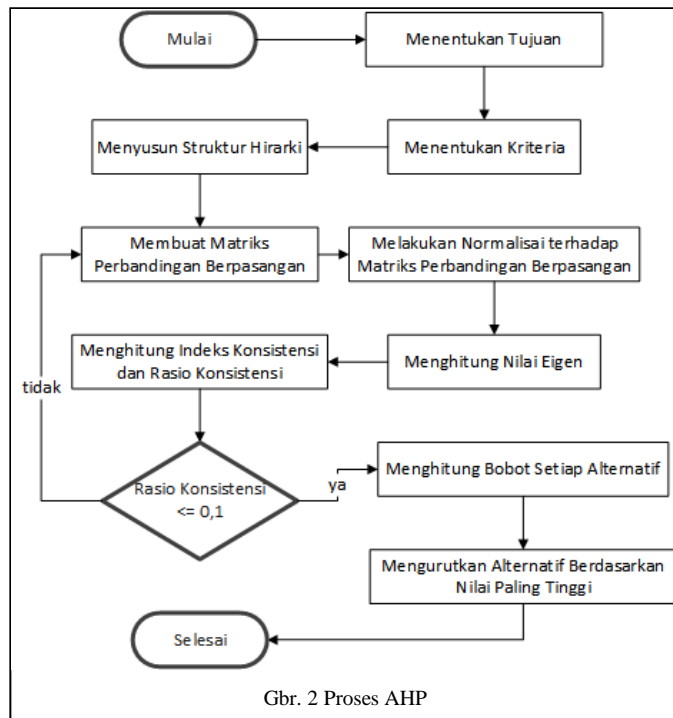 Mulai
Menentukan Tujuan
Menentukan Kriteria
Menyusun Struktur Hirarki
Membuat Matriks
Perbandingan Berpasangan
Melakukan Normalisai terhadap
Matriks Perbandingan Berpasangan
Menghitung Nilai Eigen
Menghitung Indeks Konsistensi
dan Rasio Konsistensi
tidak
Rasio Konsistensi
<= 0,1
ya
Menghitung Bobot Setiap Alternatif
Mengurutkan Alternatif Berdasarkan
Nilai Paling Tinggi
Selesai
Gbr. 2 Proses AHP